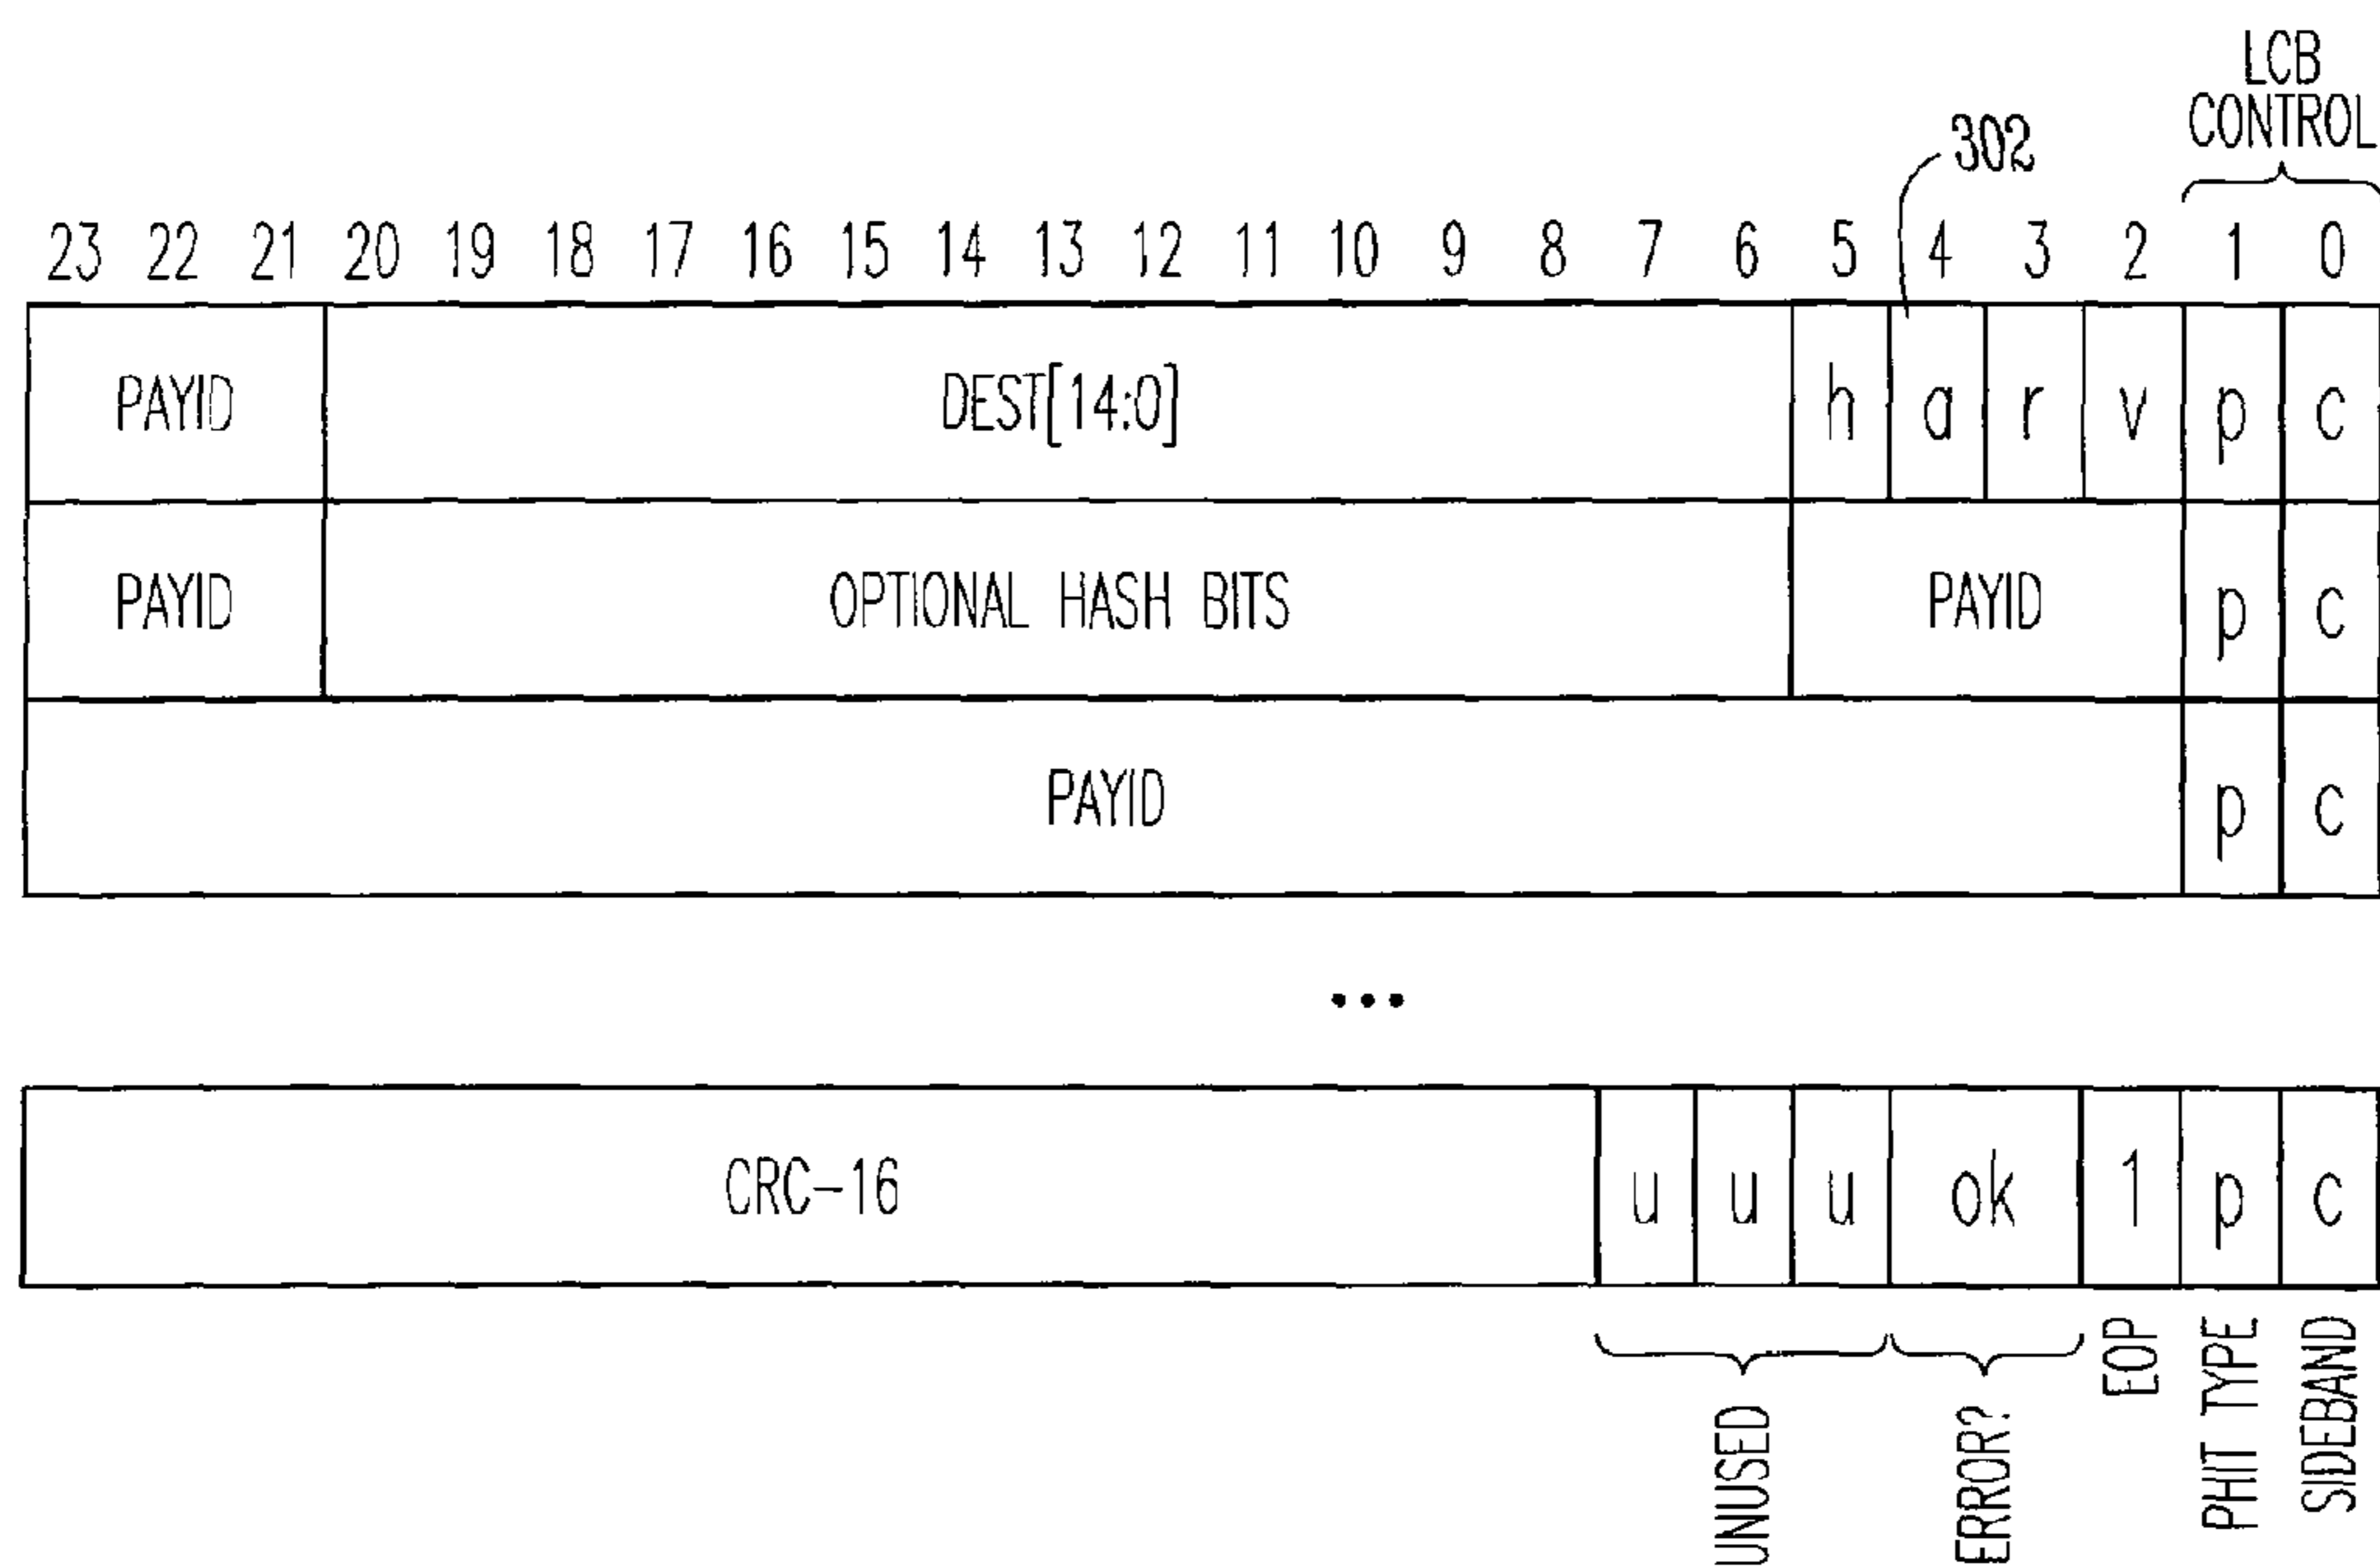 LCB
CONTROL
302
23 22 21 20 19 18 17 16 15 14 13 12 11 10 9 8 7 6 5 4 3 2 1 0
PAYID DEST[14:0] h a r v p c
PAYID OPTIONAL HASH BITS PAYID p c
PAYID p c
...
CRC-16 u u u ok 1 p c
UNUSED
ERROR?
EOP
PHIT TYPE
SIDEBAND